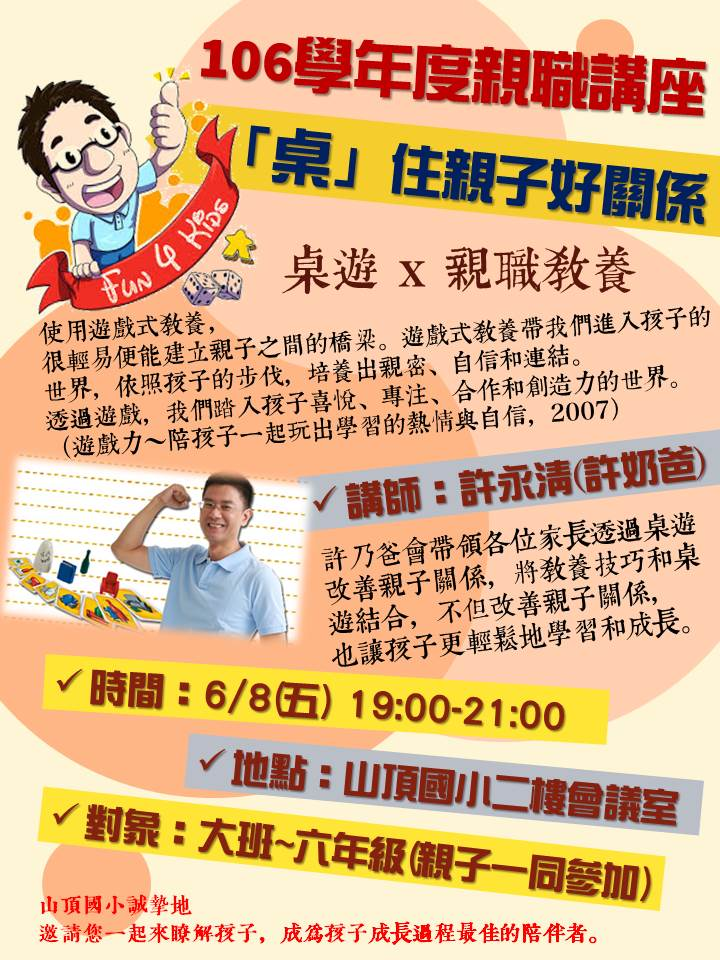 106學年度親職講座
「桌」住親子好關係
FUN 4 KIDS
桌遊 x 親職教養
使用遊戲式教養，
很輕易便能建立親子之間的橋梁。遊戲式教養帶我們進入孩子的
世界，依照孩子的步伐，培養出親密、自信和連結。
透過遊戲，我們踏入孩子喜悅、專注、合作和創造力的世界。
（遊戲力～陪孩子一起玩出學習的熱情與自信，2007）
✓ 講師：許永清(許奶爸)
許乃爸會帶領各位家長透過桌遊
改善親子關係，將教養技巧和桌
遊結合，不但改善親子關係，
也讓孩子更輕鬆地學習和成長。
✓ 時間：6/8(五) 19:00-21:00
✓ 地點：山頂國小二樓會議室
✓ 對象：大班~六年級(親子一同參加)
山頂國小誠摯地
邀請您一起來瞭解孩子，成為孩子成長過程最佳的陪伴者。